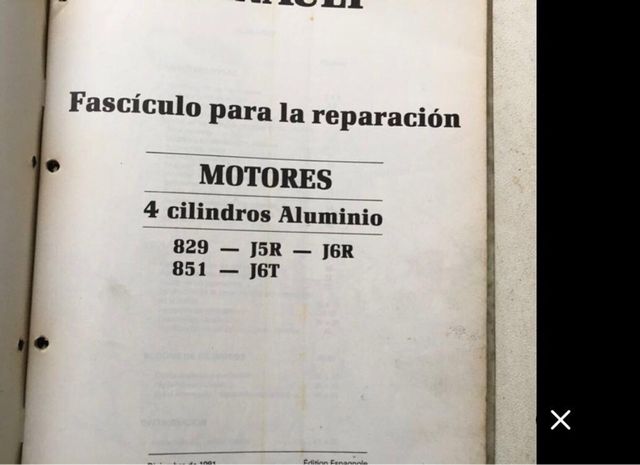 Fascículo para la reparación
MOTORES
4 cilindros Aluminio
829 — J5R — J6R
851 — J6T